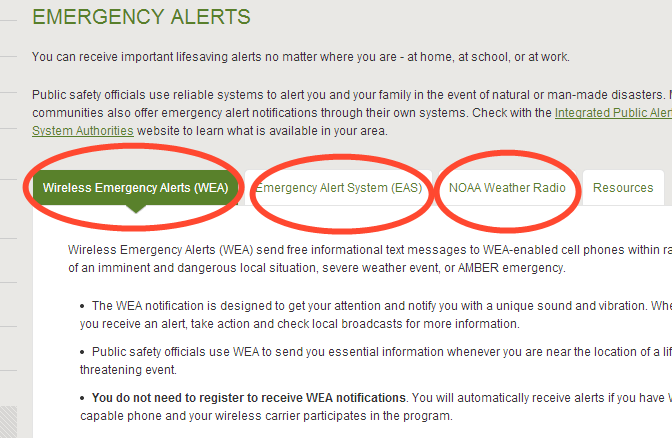 EMERGENCY ALERTS
You can receive important lifesaving alerts no matter where you are - at home, at school, or at work.
Public safety officials use reliable systems to alert you and your family in the event of natural or man-made disasters.
communities also offer emergency alert notifications through their own systems. Check with the Integrated Public Aler
System Authorities website to learn what is available in your area.
Wireless Emergency Alerts (WEA) Emergency Alert System (EAS) NOAA Weather Radio Resources
Wireless Emergency Alerts (WEA) send free informational text messages to WEA-enabled cell phones within ra
of an imminent and dangerous local situation, severe weather event, or AMBER emergency.
• The WEA notification is designed to get your attention and notify you with a unique sound and vibration. Whe
you receive an alert, take action and check local broadcasts for more information.
• Public safety officials use WEA to send you essential information whenever you are near the location of a lif
threatening event.
• You do not need to register to receive WEA notifications. You will automatically receive alerts if you have W
capable phone and your wireless carrier participates in the program.